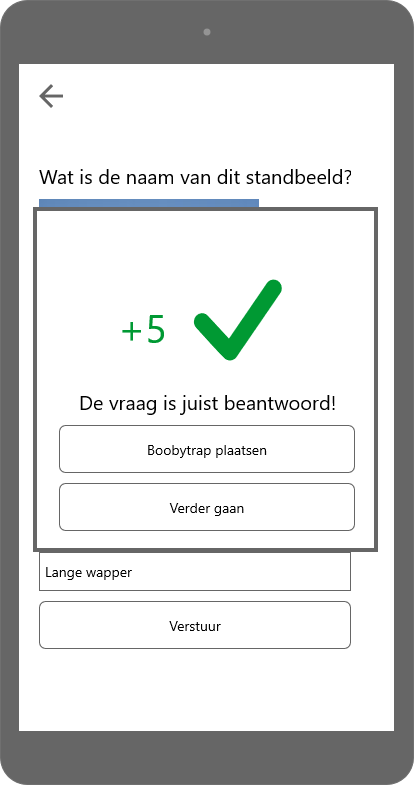 Wat is de naam van dit standbeeld?
+5
De vraag is juist beantwoord!
Boobytrap plaatsen
Verder gaan
Lange wapper
Verstuur